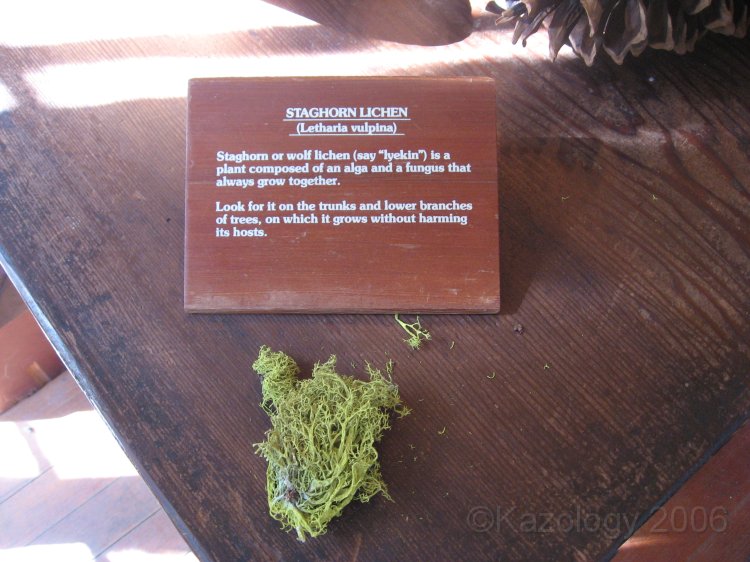 STAGHORN LICHEN
(Letharia vulpina)
Staghorn or wolf lichen (say “lyekin”) is a
plant composed of an alga and a fungus that
always grow together.
Look for it on the trunks and lower branches
of trees, on which it grows without harming
its hosts.
©Kazology 2006